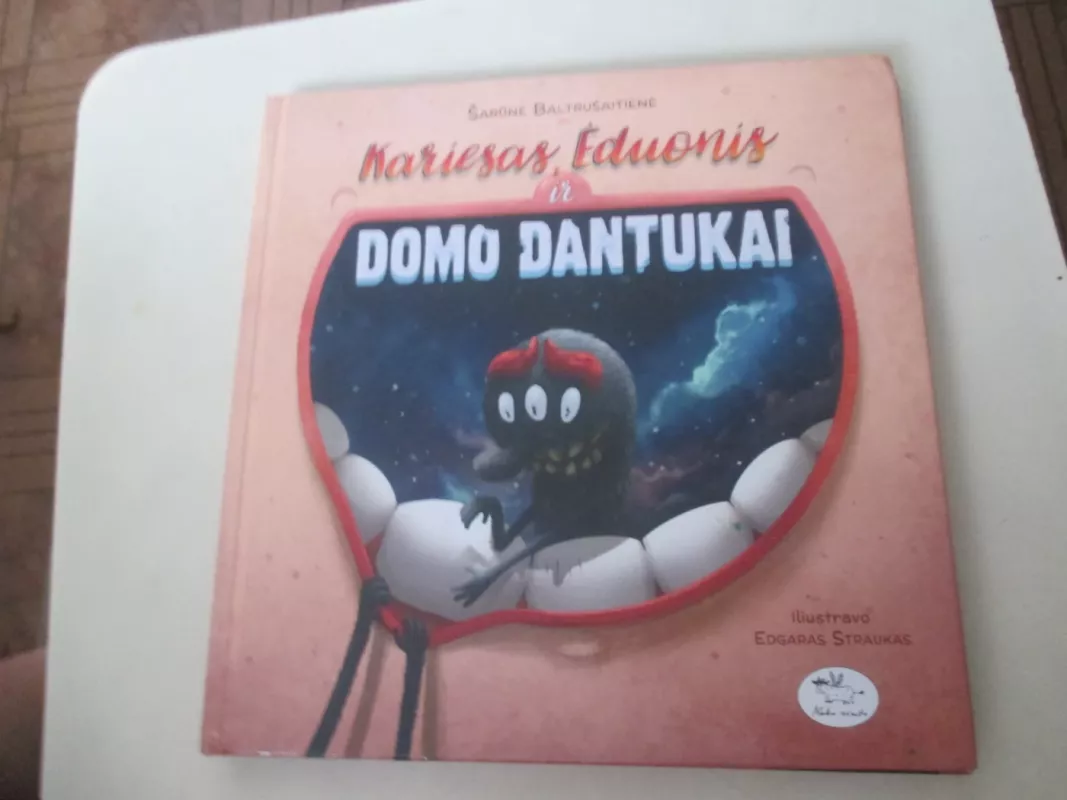 Šarūnė Baltrušaitienė
Kariesas, Ėduonis
ir
DOMO DANTUKAI
Iliustravo
Edgaras Straukas